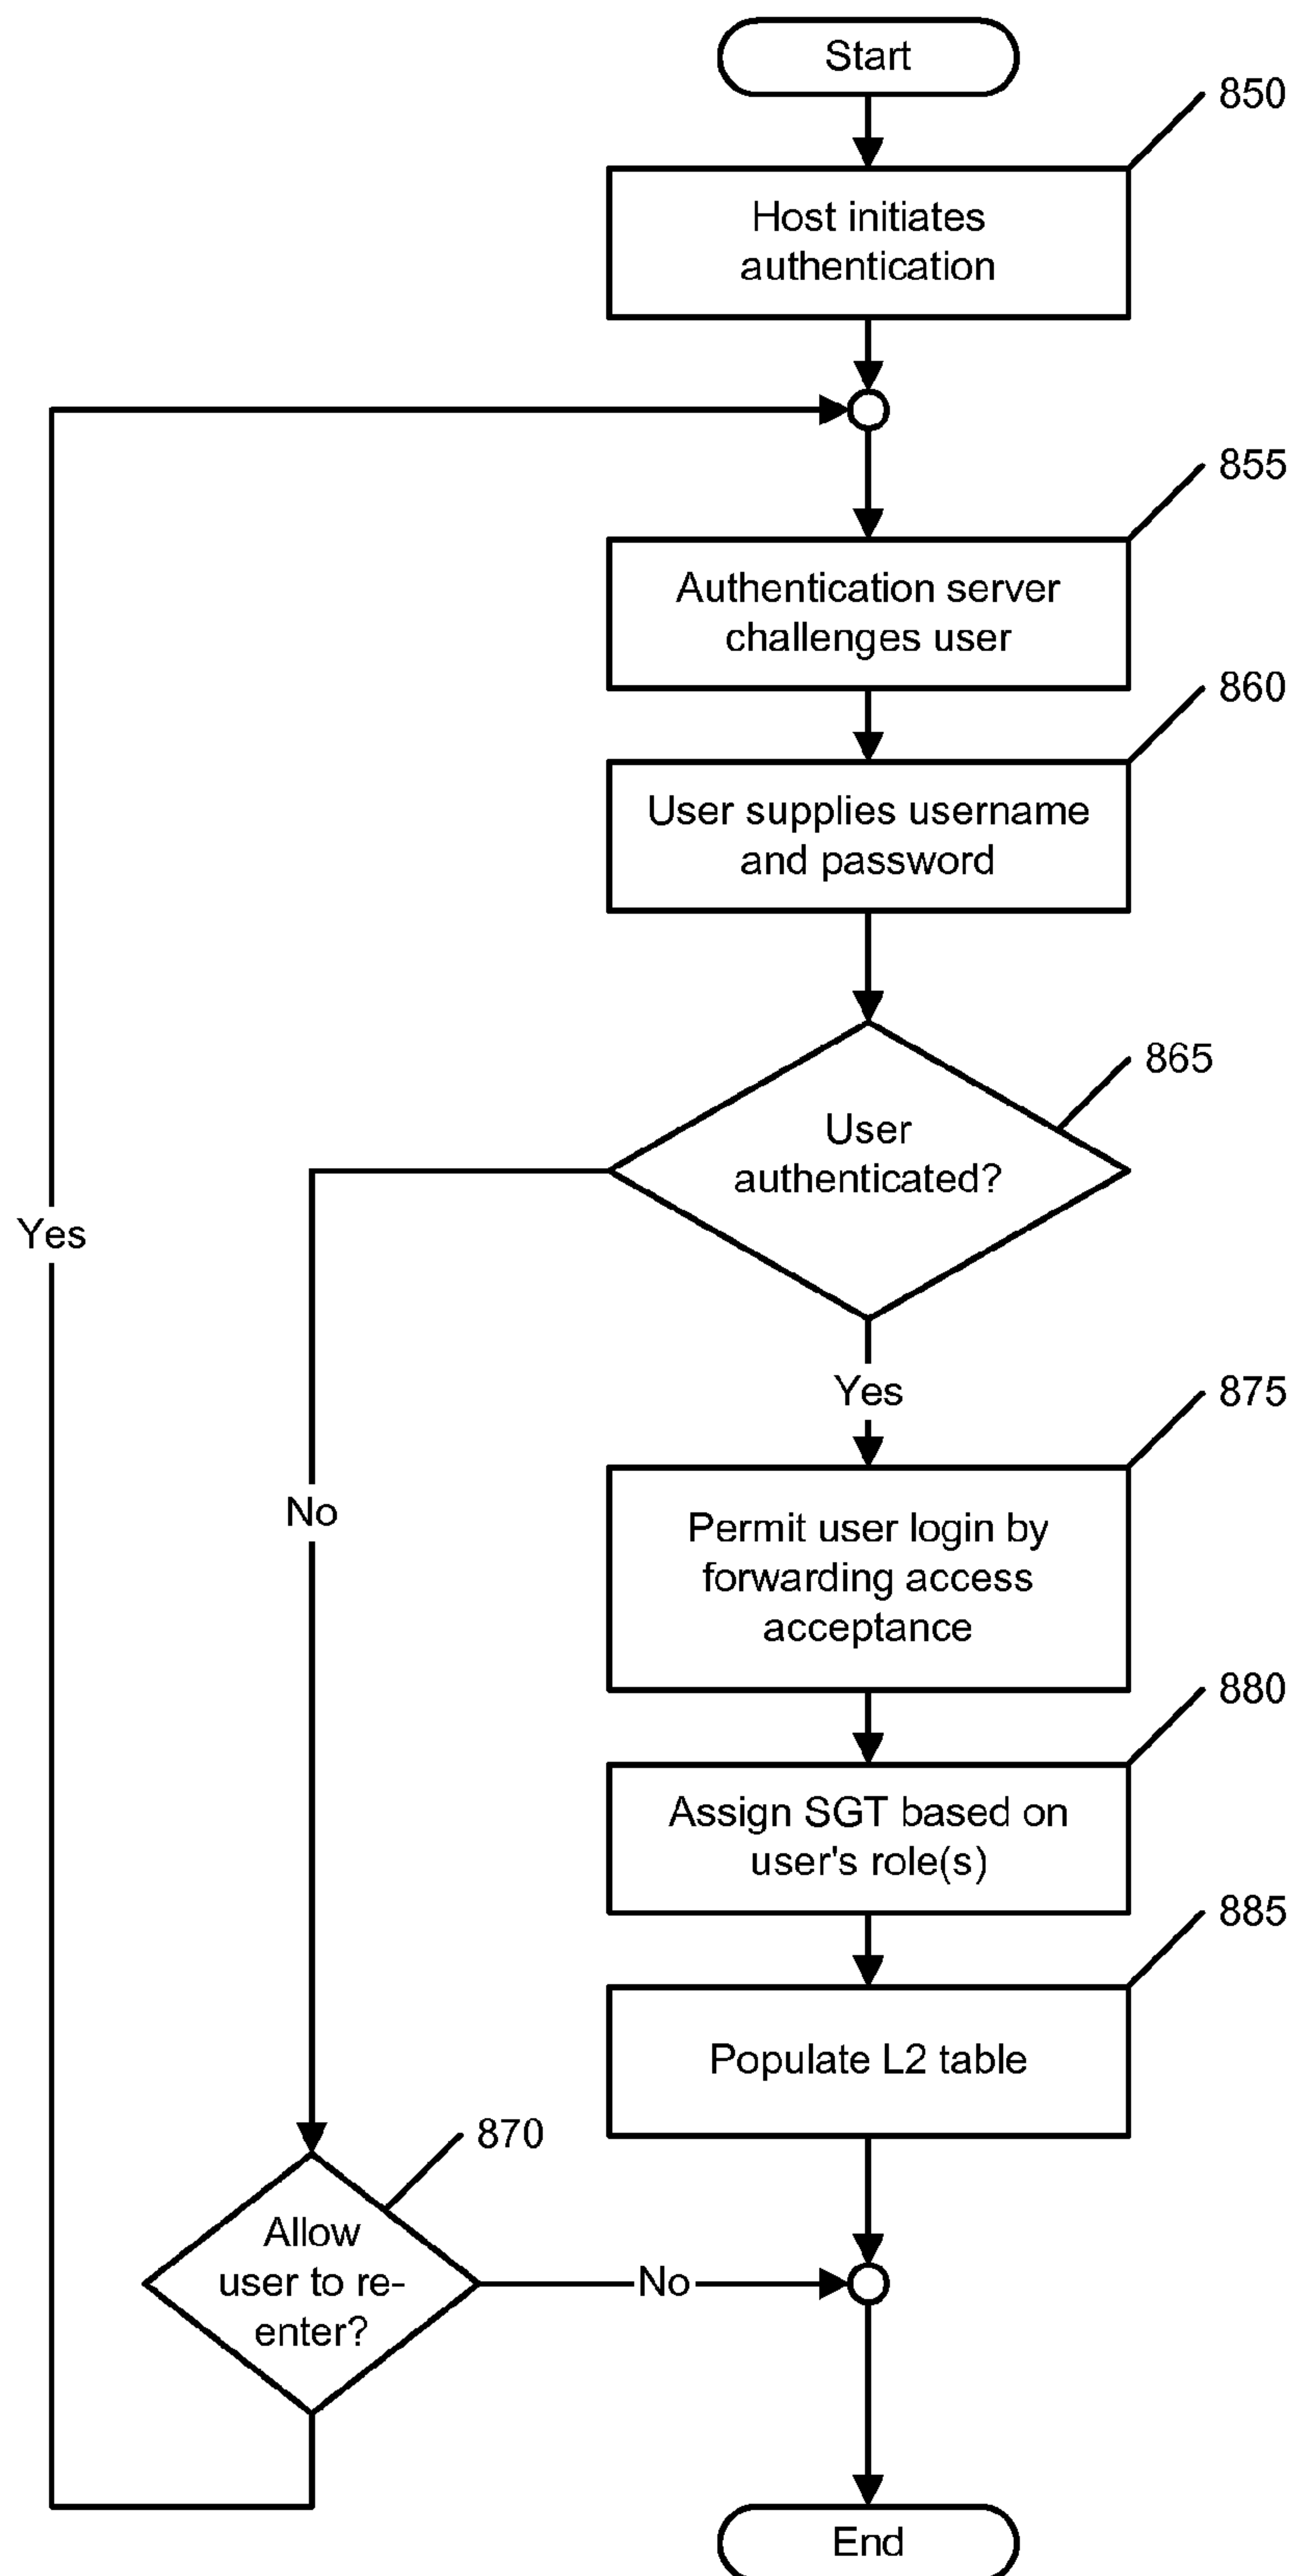 Start
850
Host initiates
authentication
855
Authentication server
challenges user
860
User supplies username
and password
865
User
authenticated?
Yes
Yes
875
No
Permit user login by
forwarding access
acceptance
880
Assign SGT based on
user's role(s)
885
Populate L2 table
870
Allow
user to re-
enter?
No
End